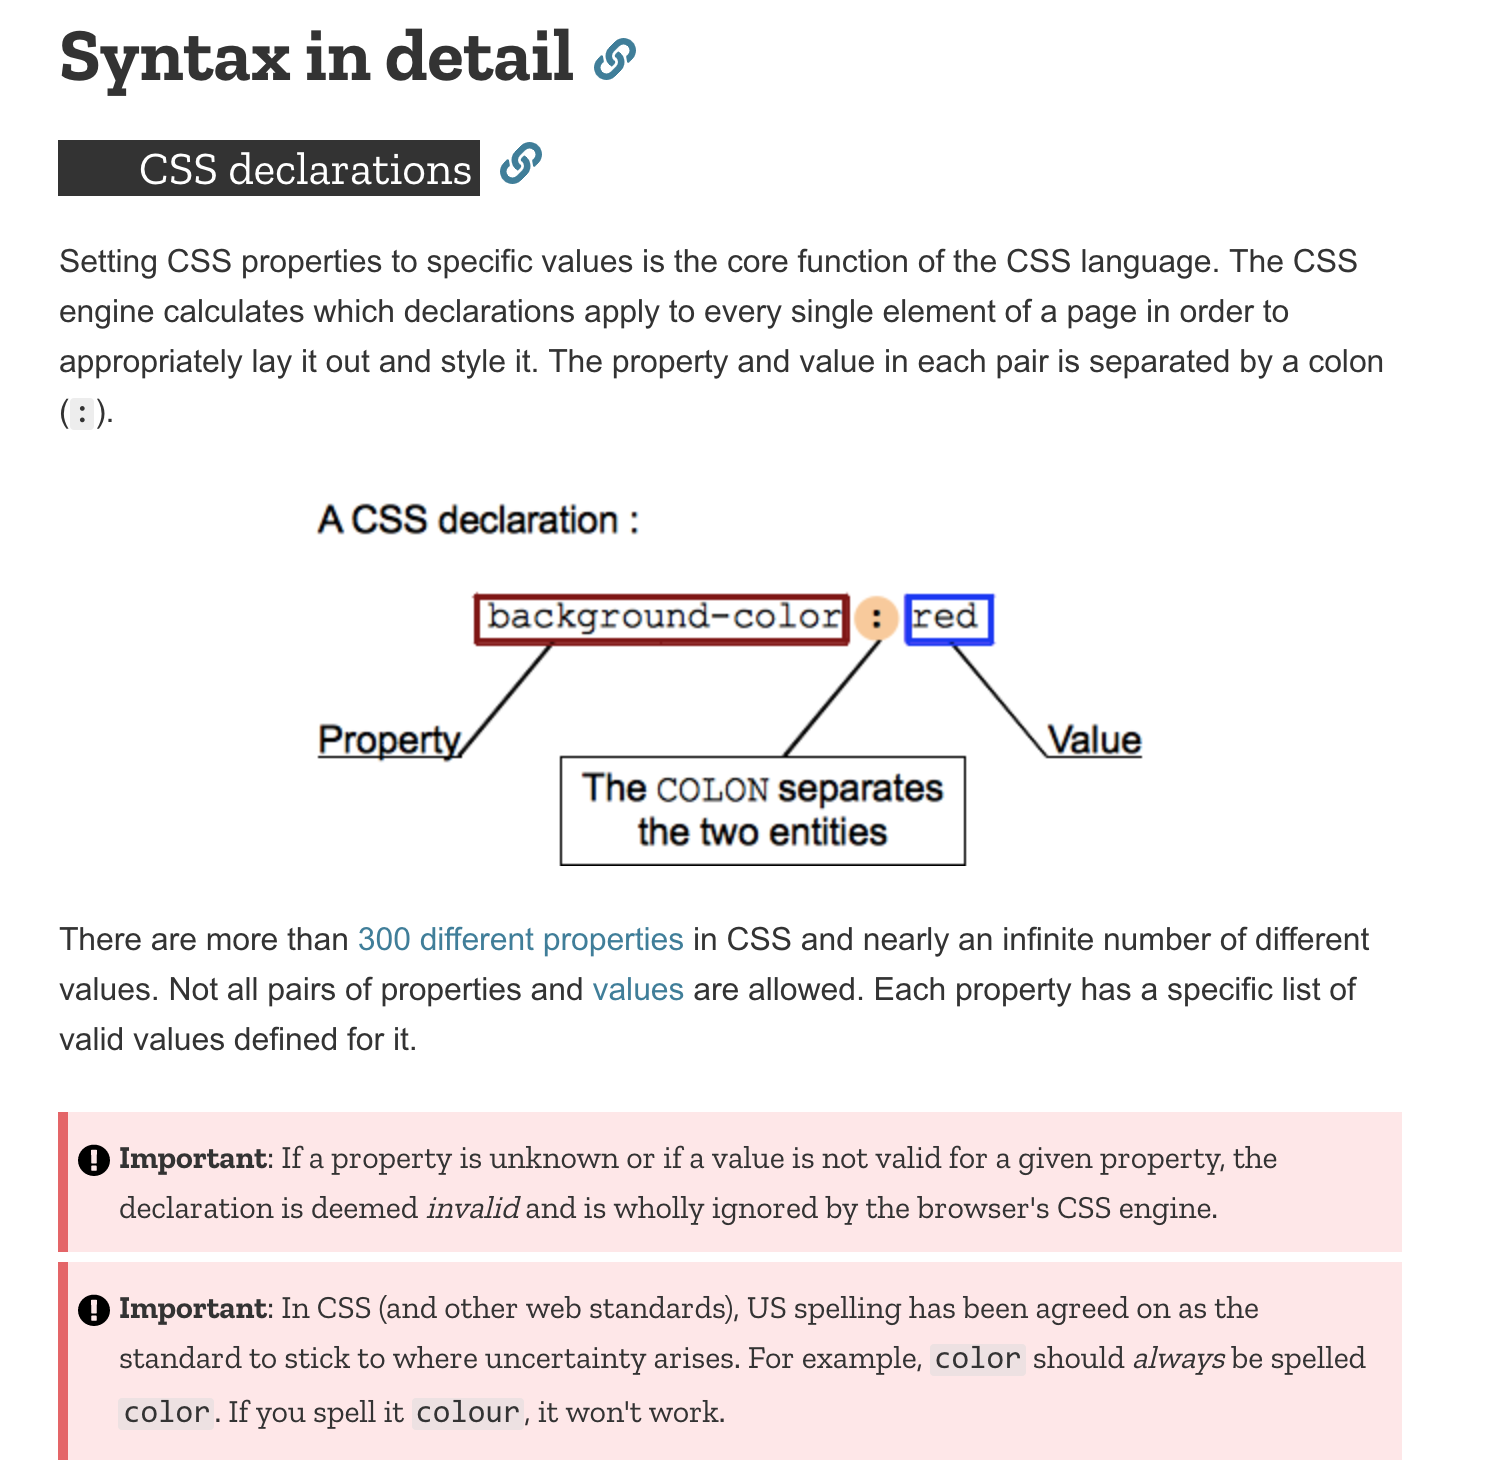 Syntax in detail
CSS declarations
Setting CSS properties to specific values is the core function of the CSS language. The CSS
engine calculates which declarations apply to every single element of a page in order to
appropriately lay it out and style it. The property and value in each pair is separated by a colon
(:).
A CSS declaration :
background-color : red
Property
Value
The COLON separates
the two entities
There are more than 300 different properties in CSS and nearly an infinite number of different
values. Not all pairs of properties and values are allowed. Each property has a specific list of
valid values defined for it.
Important: If a property is unknown or if a value is not valid for a given property, the
declaration is deemed invalid and is wholly ignored by the browser's CSS engine.
Important: In CSS (and other web standards), US spelling has been agreed on as the
standard to stick to where uncertainty arises. For example, color should always be spelled
color. If you spell it colour, it won't work.